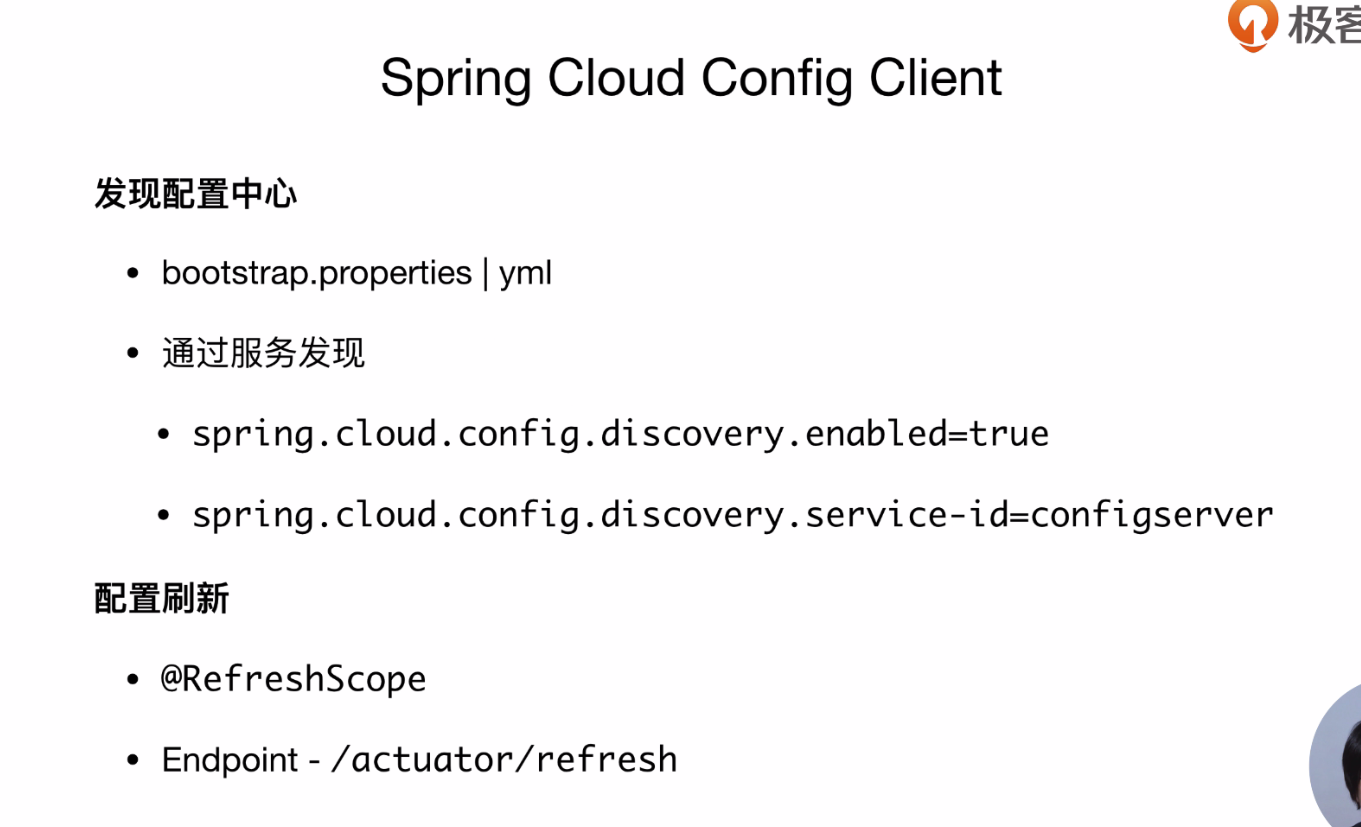 极客
Spring Cloud Config Client
发现配置中心
• bootstrap.properties | yml
• 通过服务发现
• spring.cloud.config.discovery.enabled=true
• spring.cloud.config.discovery.service-id=configserver
配置刷新
• @RefreshScope
• Endpoint - /actuator/refresh